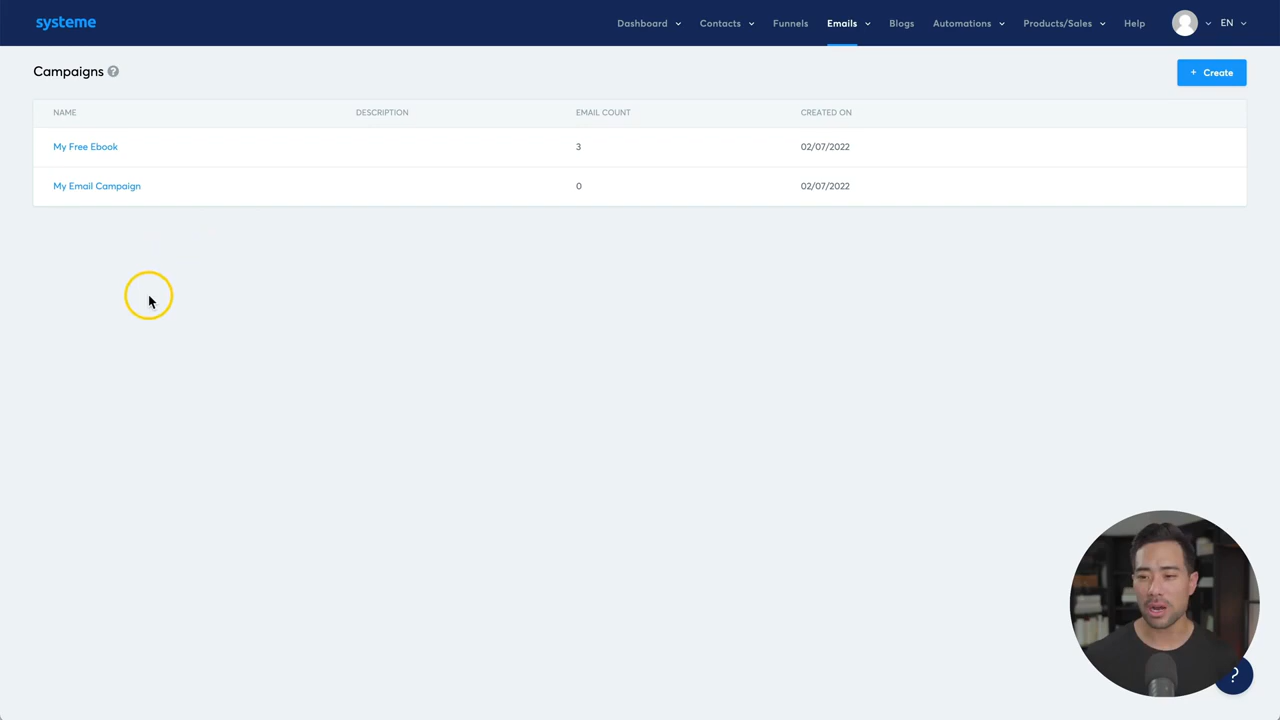 systeme
Dashboard Contacts Funnels Emails Blogs Automations Products/Sales Help EN
Campaigns ?
+ Create
NAME DESCRIPTION EMAIL COUNT CREATED ON
My Free Ebook 3 02/07/2022
My Email Campaign 0 02/07/2022
?